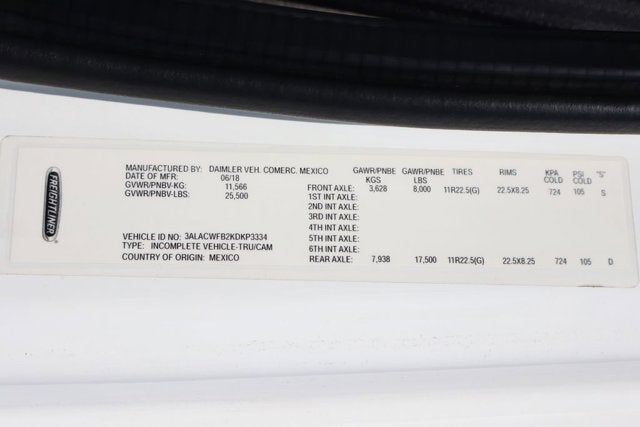 FREIGHTLINER
MANUFACTURED BY: DAIMLER VEH. COMERC. MEXICO
DATE OF MFR: 06/18
GVWR/PNBV-KG: 11,566
GVWR/PNBV-LBS: 25,500
VEHICLE ID NO: 3ALACWFB2KDKP3334
TYPE: INCOMPLETE VEHICLE-TRU/CAM
COUNTRY OF ORIGIN: MEXICO
GAWR/PNBE KGS GAWR/PNBE LBS TIRES RIMS KPA COLD PSI COLD "S"
FRONT AXLE: 3,628 8,000 11R22.5(G) 22.5X8.25 724 105 S
1ST INT AXLE:
2ND INT AXLE:
3RD INT AXLE:
4TH INT AXLE:
5TH INT AXLE:
6TH INT AXLE:
REAR AXLE: 7,938 17,500 11R22.5(G) 22.5X8.25 724 105 D